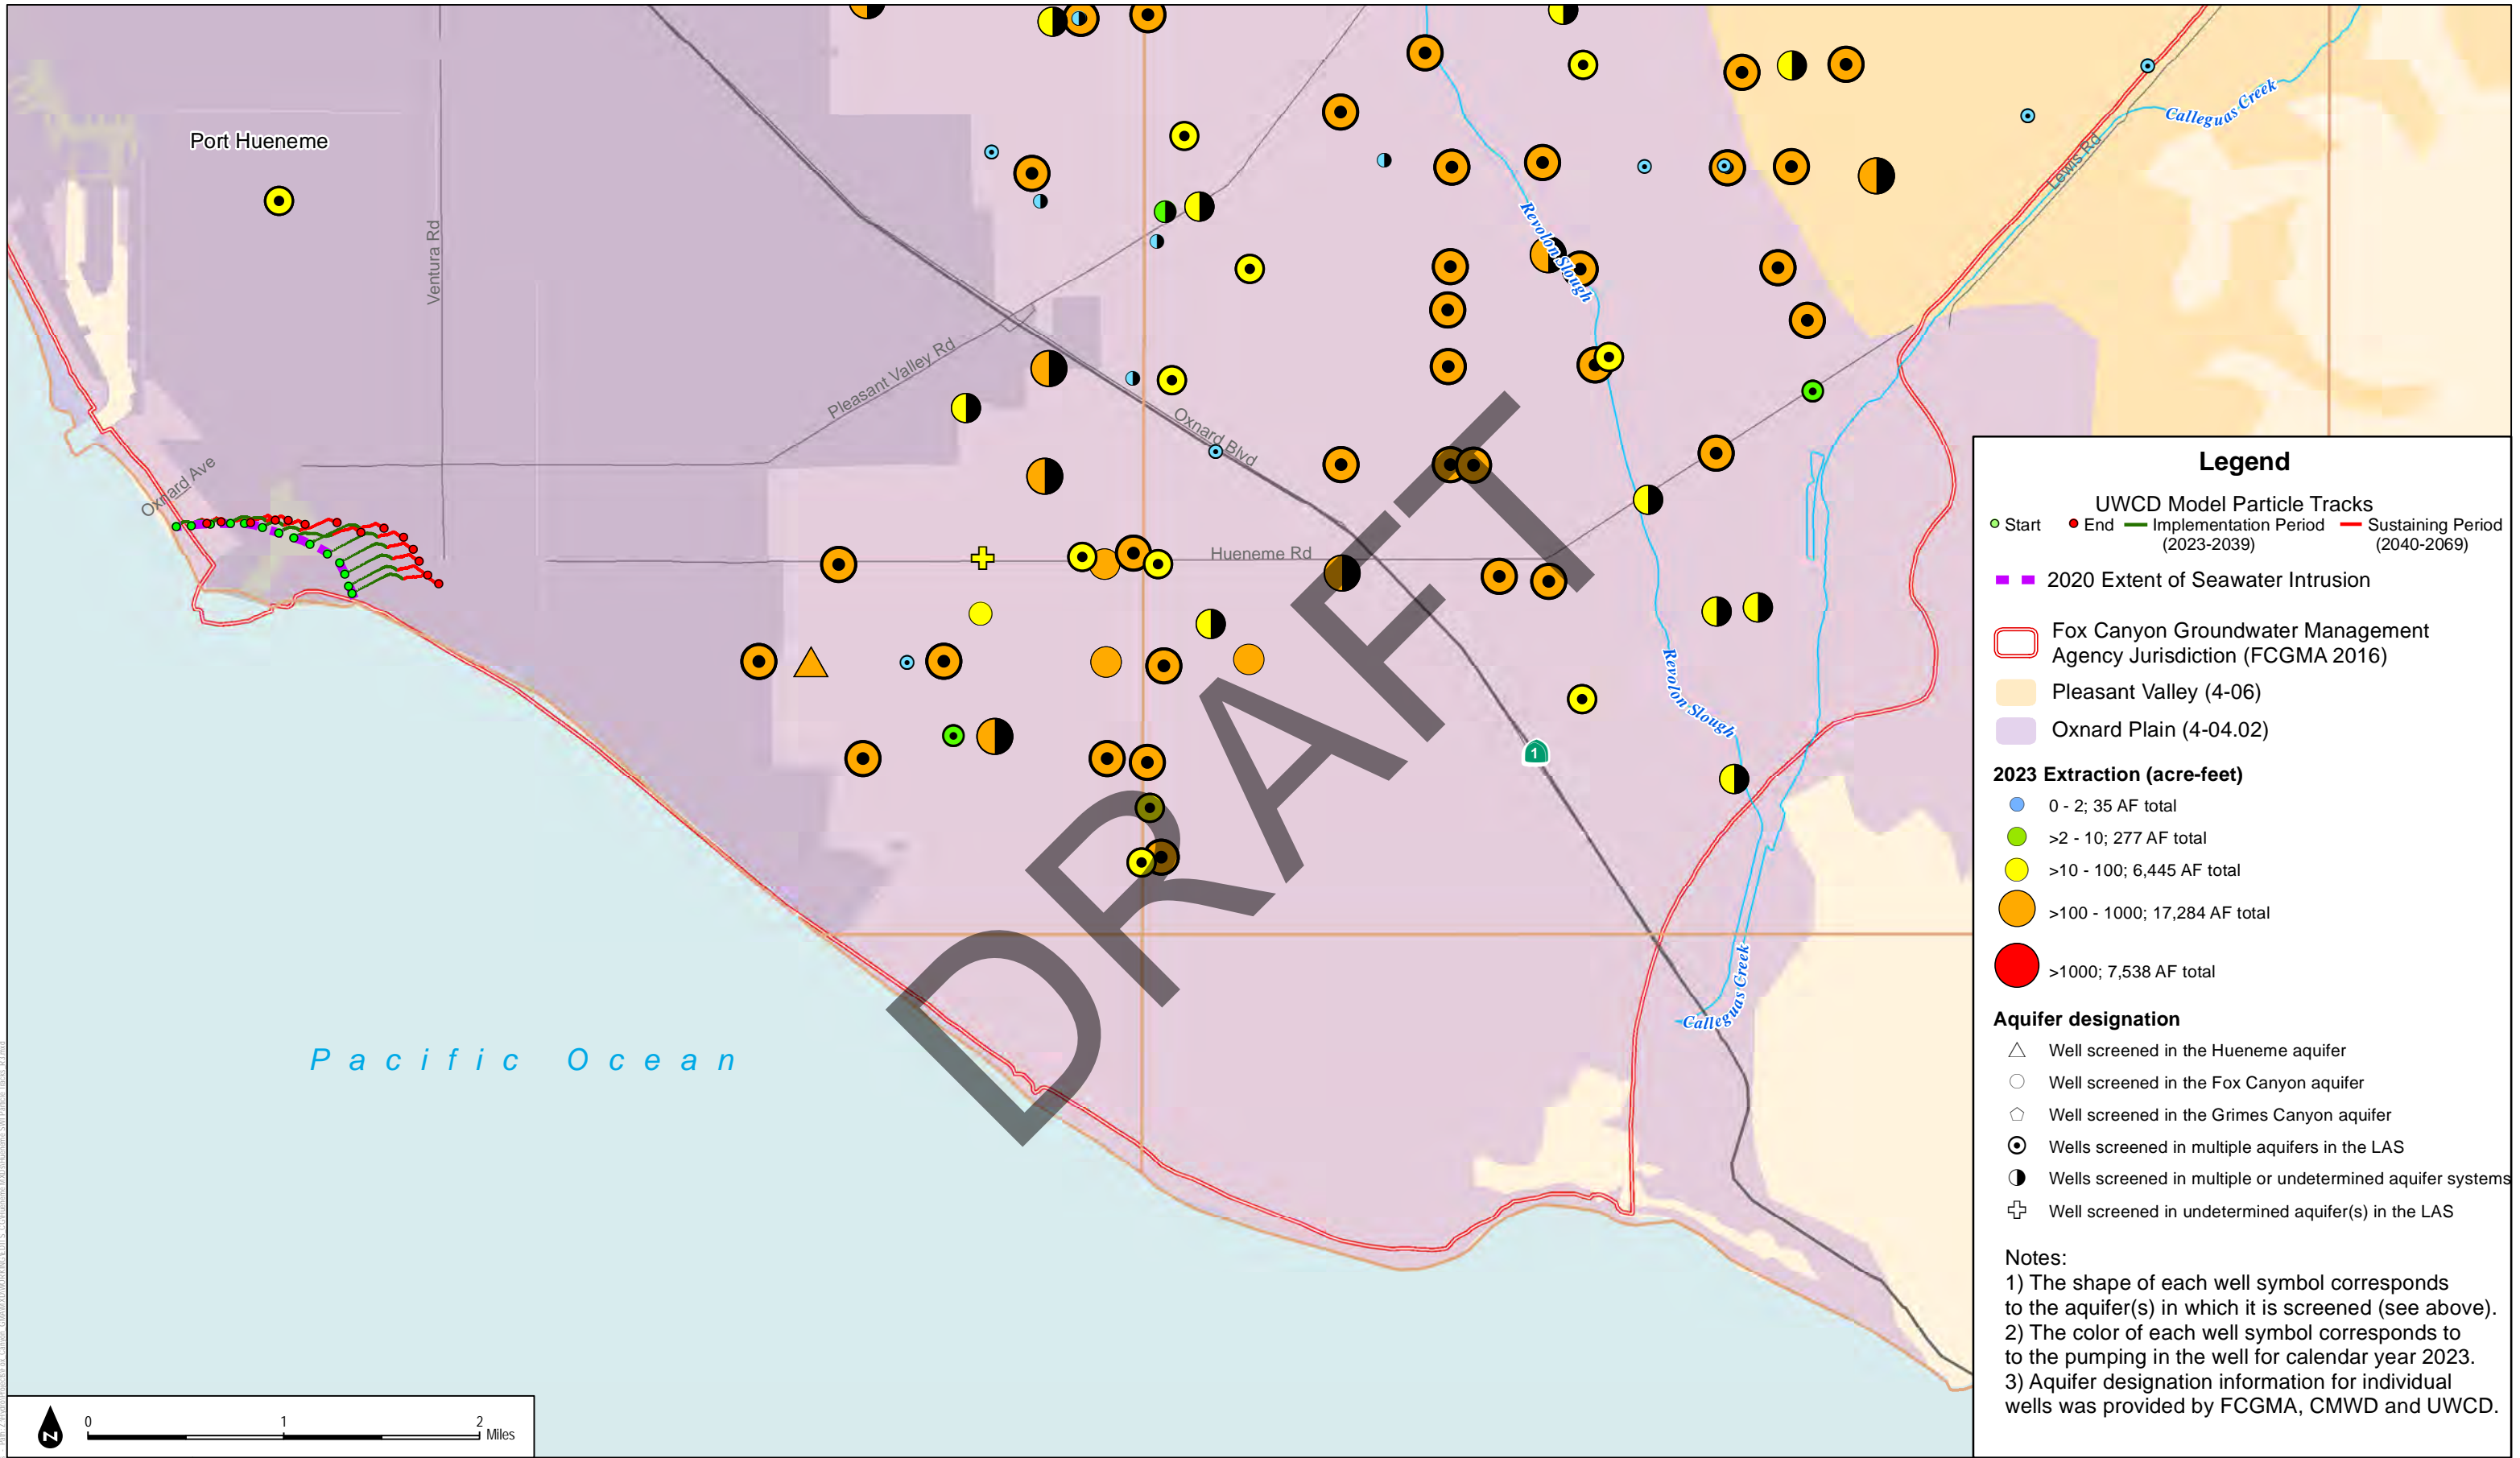 Port Hueneme
Ventura Rd
Oxnard Ave
Pleasant Valley Rd
Oxnard Blvd
Hueneme Rd
Revolon Slough
Revolon Slough
Calleguas Creek
Lewis Rd
Calleguas Creek
1
Pacific Ocean
DRAFT
N
0 1 2
Miles
Legend
UWCD Model Particle Tracks
Start End Implementation Period Sustaining Period
(2023-2039) (2040-2069)
2020 Extent of Seawater Intrusion
Fox Canyon Groundwater Management
Agency Jurisdiction (FCGMA 2016)
Pleasant Valley (4-06)
Oxnard Plain (4-04.02)
2023 Extraction (acre-feet)
0 - 2; 35 AF total
>2 - 10; 277 AF total
>10 - 100; 6,445 AF total
>100 - 1000; 17,284 AF total
>1000; 7,538 AF total
Aquifer designation
Well screened in the Hueneme aquifer
Well screened in the Fox Canyon aquifer
Well screened in the Grimes Canyon aquifer
Wells screened in multiple aquifers in the LAS
Wells screened in multiple or undetermined aquifer systems
Well screened in undetermined aquifer(s) in the LAS
Notes:
1) The shape of each well symbol corresponds
to the aquifer(s) in which it is screened (see above).
2) The color of each well symbol corresponds to
to the pumping in the well for calendar year 2023.
3) Aquifer designation information for individual
wells was provided by FCGMA, CMWD and UWCD.